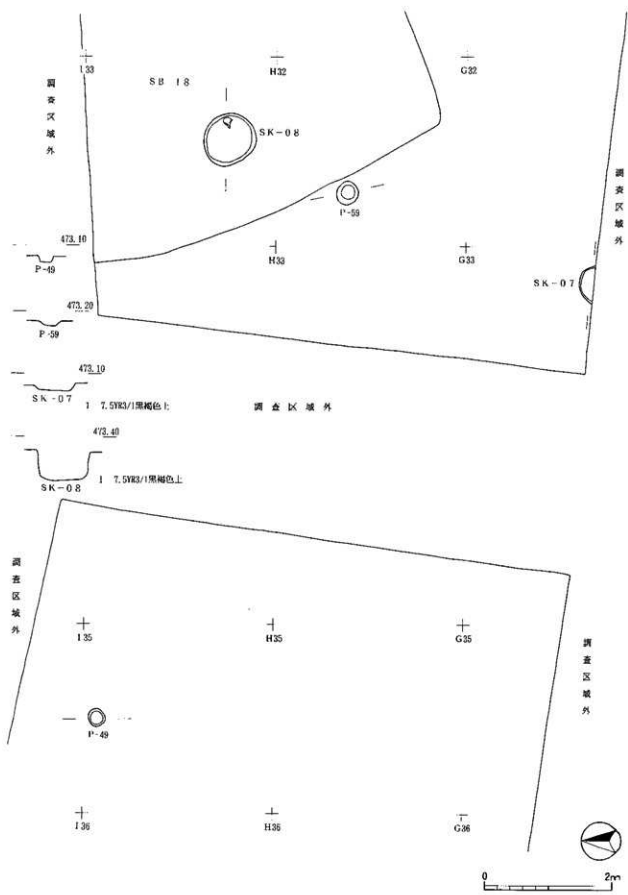 I33
H32
G32
SB 18
調査区域外
SK-08
調査区域外
P-59
473.10
P-49
H33
G33
SK-07
473.20
P-59
473.10
SK-07
1 7.5YR3/1黒褐色土
調査区域外
473.40
SK-08
1 7.5YR3/1黒褐色土
調査区域外
I35
H35
G35
調査区域外
P-49
I36
H36
G36
0 2m